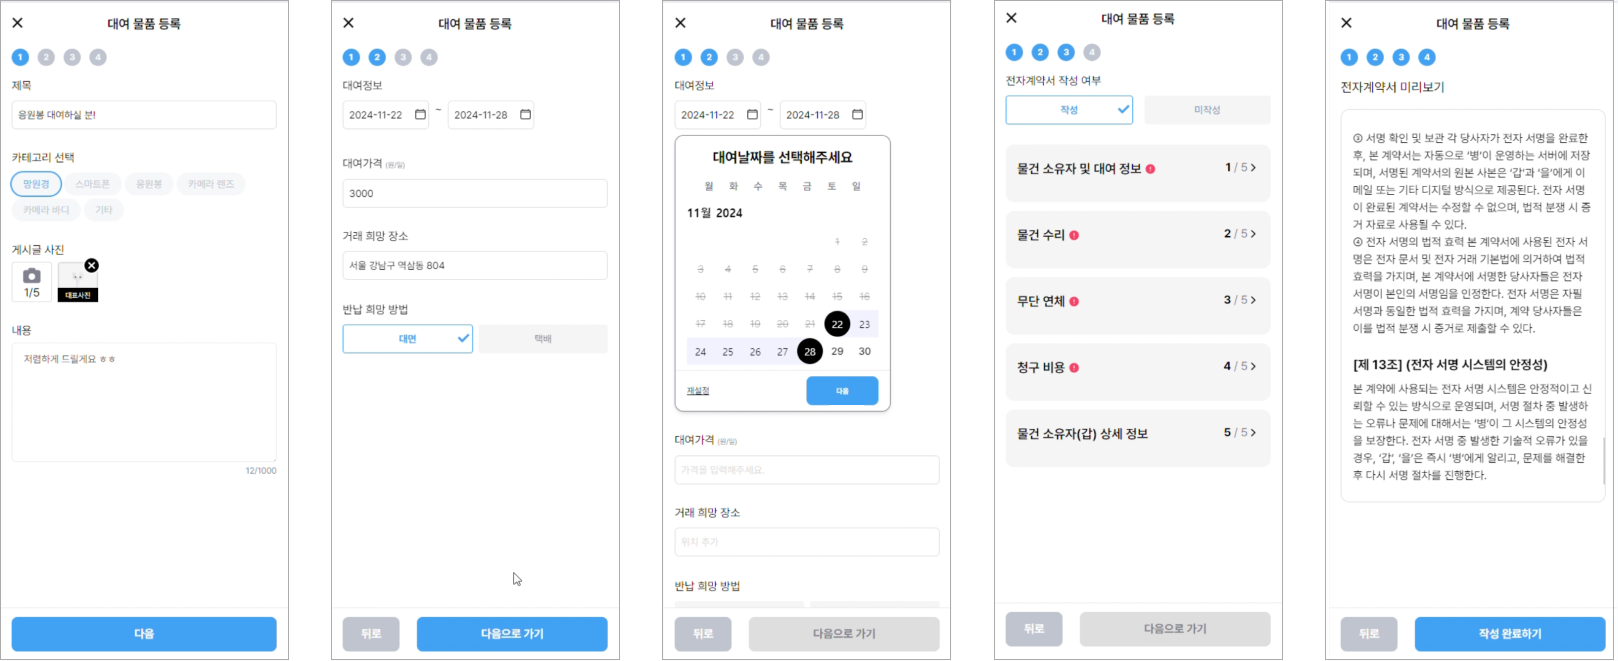 대여 물품 등록
1 2 3 4
제목
응원봉 대여하실 분!
카테고리 선택
망원경 스마트폰 응원봉 카메라 렌즈
카메라 바디 기타
게시글 사진
1/5
대표사진
내용
저렴하게 드릴게요 ㅎㅎ
12/1000
다음
대여 물품 등록
1 2 3 4
대여정보
2024-11-22 ~ 2024-11-28
대여가격 (원/일)
3000
거래 희망 장소
서울 강남구 역삼동 804
반납 희망 방법
대면 택배
뒤로 다음으로 가기
대여 물품 등록
1 2 3 4
대여정보
2024-11-22 ~ 2024-11-28
대여날짜를 선택해주세요
월 화 수 목 금 토 일
11월 2024
1 2
3 4 5 6 7 8 9
10 11 12 13 14 15 16
17 18 19 20 21 22 23
24 25 26 27 28 29 30
재설정 다음
대여가격 (원/일)
가격을 입력해주세요.
거래 희망 장소
위치 추가
반납 희망 방법
뒤로 다음으로 가기
대여 물품 등록
1 2 3 4
전자계약서 작성 여부
작성 미작성
물건 소유자 및 대여 정보 1 / 5
물건 수리 2 / 5
무단 연체 3 / 5
청구 비용 4 / 5
물건 소유자(갑) 상세 정보 5 / 5
뒤로 다음으로 가기
대여 물품 등록
1 2 3 4
전자계약서 미리보기
③ 서명 확인 및 보관 각 당사자가 전자 서명을 완료한
후, 본 계약서는 자동으로 ‘병’이 운영하는 서버에 저장
되며, 서명된 계약서의 원본 사본은 ‘갑’과 ‘을’에게 이
메일 또는 기타 디지털 방식으로 제공된다. 전자 서명
이 완료된 계약서는 수정할 수 없으며, 법적 분쟁 시 증
거 자료로 사용될 수 있다.
④ 전자 서명의 법적 효력 본 계약서에 사용된 전자 서
명은 전자 문서 및 전자 거래 기본법에 의거하여 법적
효력을 가지며, 본 계약서에 서명한 당사자들은 전자
서명이 본인의 서명임을 인정한다. 전자 서명은 자필
서명과 동일한 법적 효력을 가지며, 계약 당사자들은
이를 법적 분쟁 시 증거로 제출할 수 있다.
[제 13조] (전자 서명 시스템의 안정성)
본 계약에 사용되는 전자 서명 시스템은 안정적이고 신
뢰할 수 있는 방식으로 운영되며, 서명 절차 중 발생하
는 오류나 문제에 대해서는 ‘병’이 그 시스템의 안정성
을 보장한다. 전자 서명 중 발생한 기술적 오류가 있을
경우, ‘갑’, ‘을’은 즉시 ‘병’에게 알리고, 문제를 해결한
후 다시 서명 절차를 진행한다.
뒤로 작성 완료하기